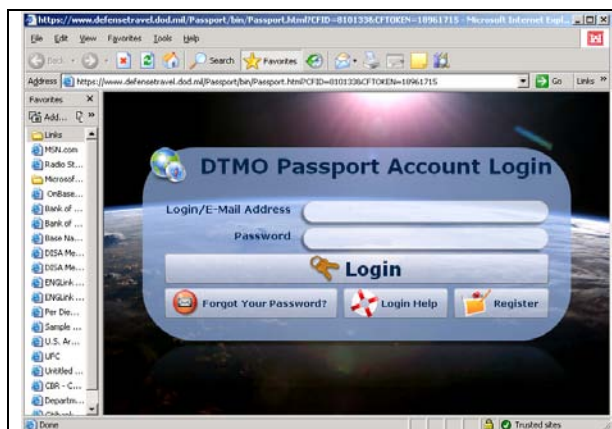 https://www.defensetravel.dod.mil/Passport/bin/Passport.html?CFID=810133&CFTOKEN=10961715 - Microsoft Internet Expl...
File Edit View Favorites Tools Help
Back Search Favorites
Address https://www.defensetravel.dod.mil/Passport/bin/Passport.html?CFID=810133&CFTOKEN=10961715 Go Links »
Favorites X
Add... »
Links
MSN.com
Radio St...
Microsof...
OnBase...
Bank of ...
Bank of ...
Base Na...
DISA Me...
DISA Me...
ENGLink ...
ENGLink ...
Per Die...
Sample ...
U.S. Ar...
UFC
Untitled ...
CBR - C...
Departm...
Citibank
DTMO Passport Account Login
Login/E-Mail Address
Password
Login
Forgot Your Password? Login Help Register
Done Trusted sites